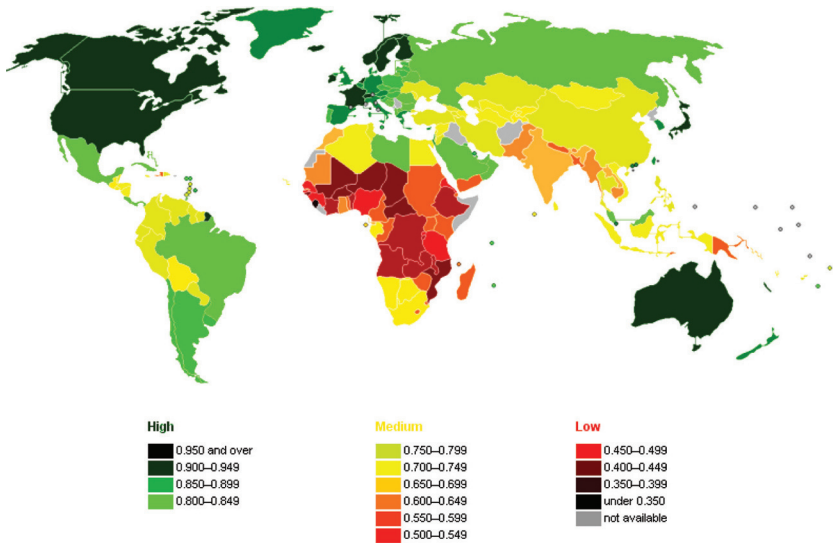 High
0.950 and over
0.900–0.949
0.850–0.899
0.800–0.849
Medium
0.750–0.799
0.700–0.749
0.650–0.699
0.600–0.649
0.550–0.599
0.500–0.549
Low
0.450–0.499
0.400–0.449
0.350–0.399
under 0.350
not available